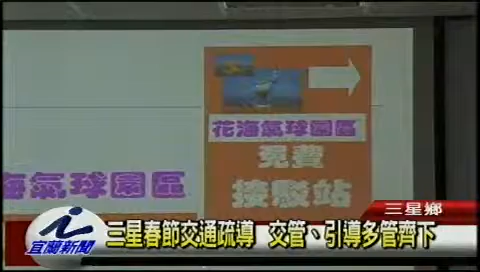 花海氣球園區
免費
接駁站
海氣球園區
三星鄉
三星春節交通疏導 交管、引導多管齊下
宜蘭新聞